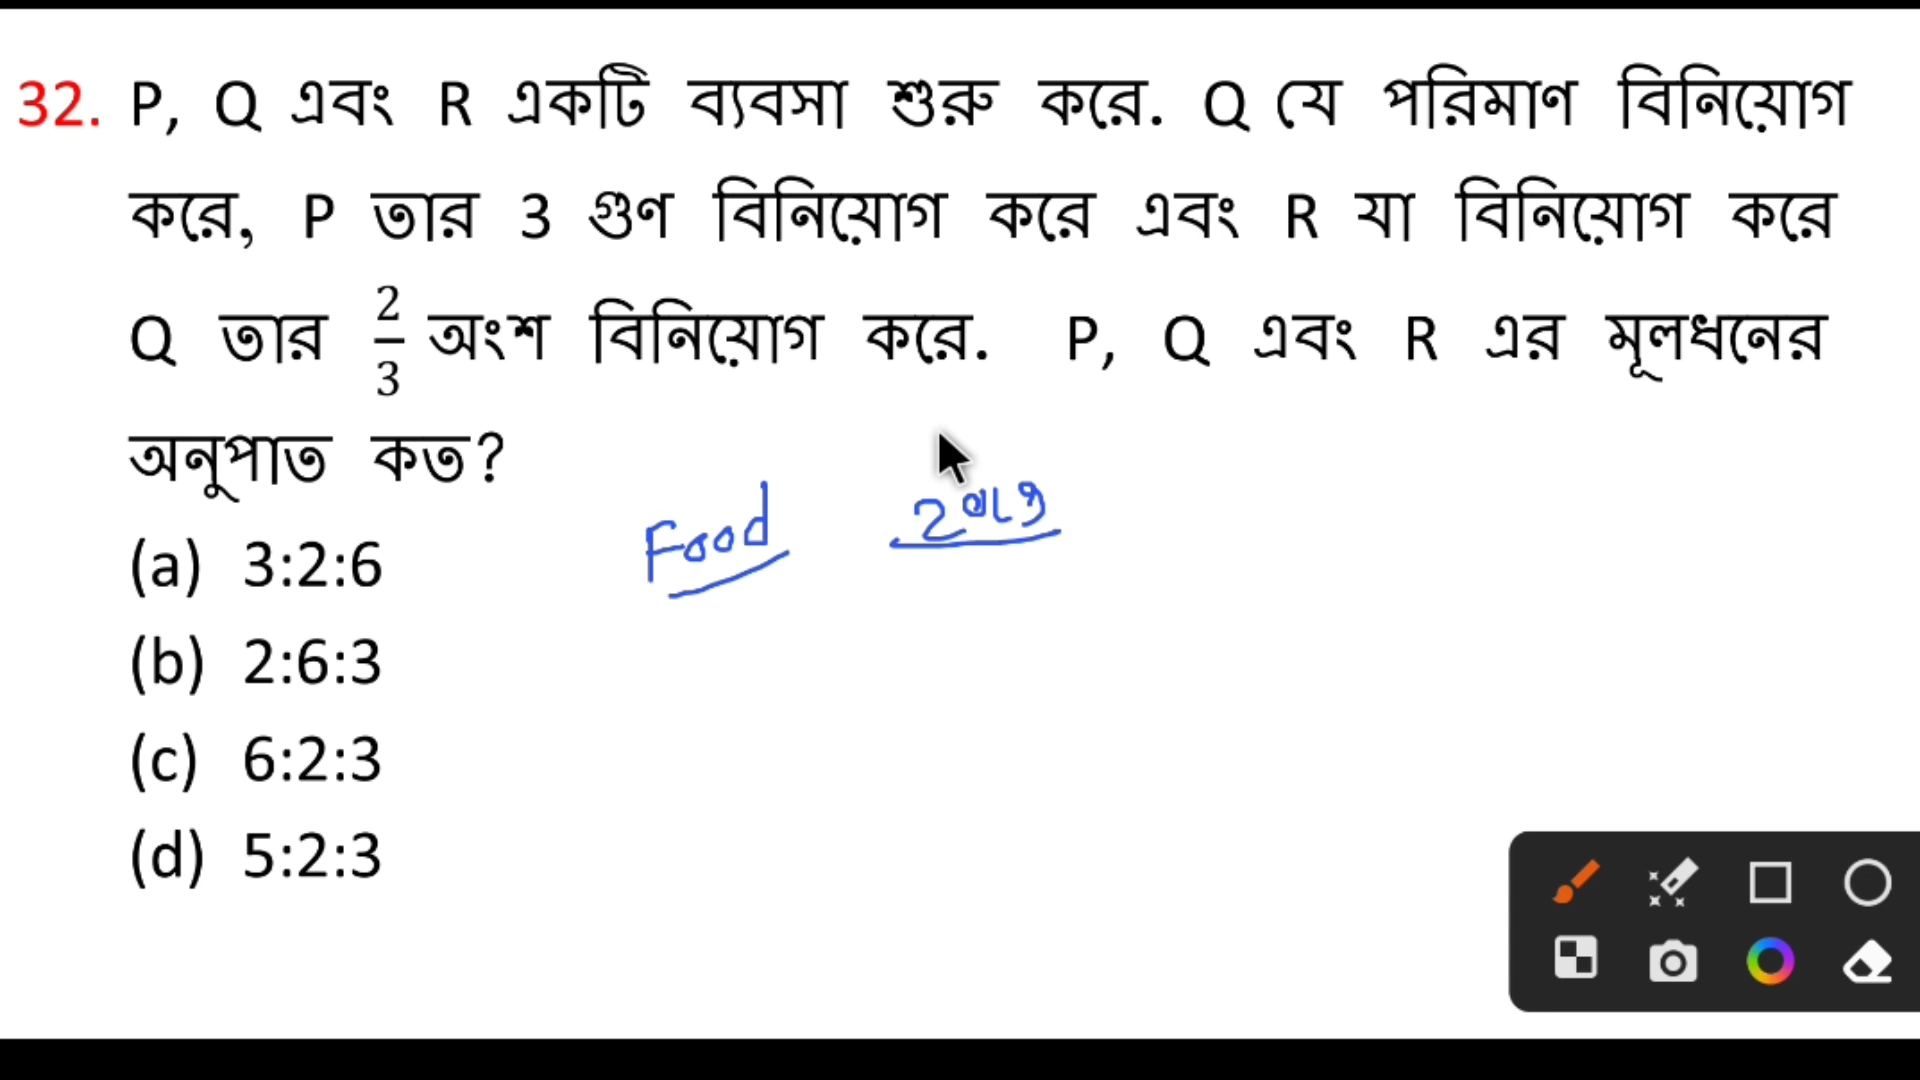 32. P, Q এবং R একটি ব্যবসা শুরু করে. Q যে পরিমাণ বিনিয়োগ
করে, P তার 3 গুণ বিনিয়োগ করে এবং R যা বিনিয়োগ করে
Q তার 2/3 অংশ বিনিয়োগ করে. P, Q এবং R এর মূলধনের
অনুপাত কত?
Food 2019
(a) 3:2:6
(b) 2:6:3
(c) 6:2:3
(d) 5:2:3